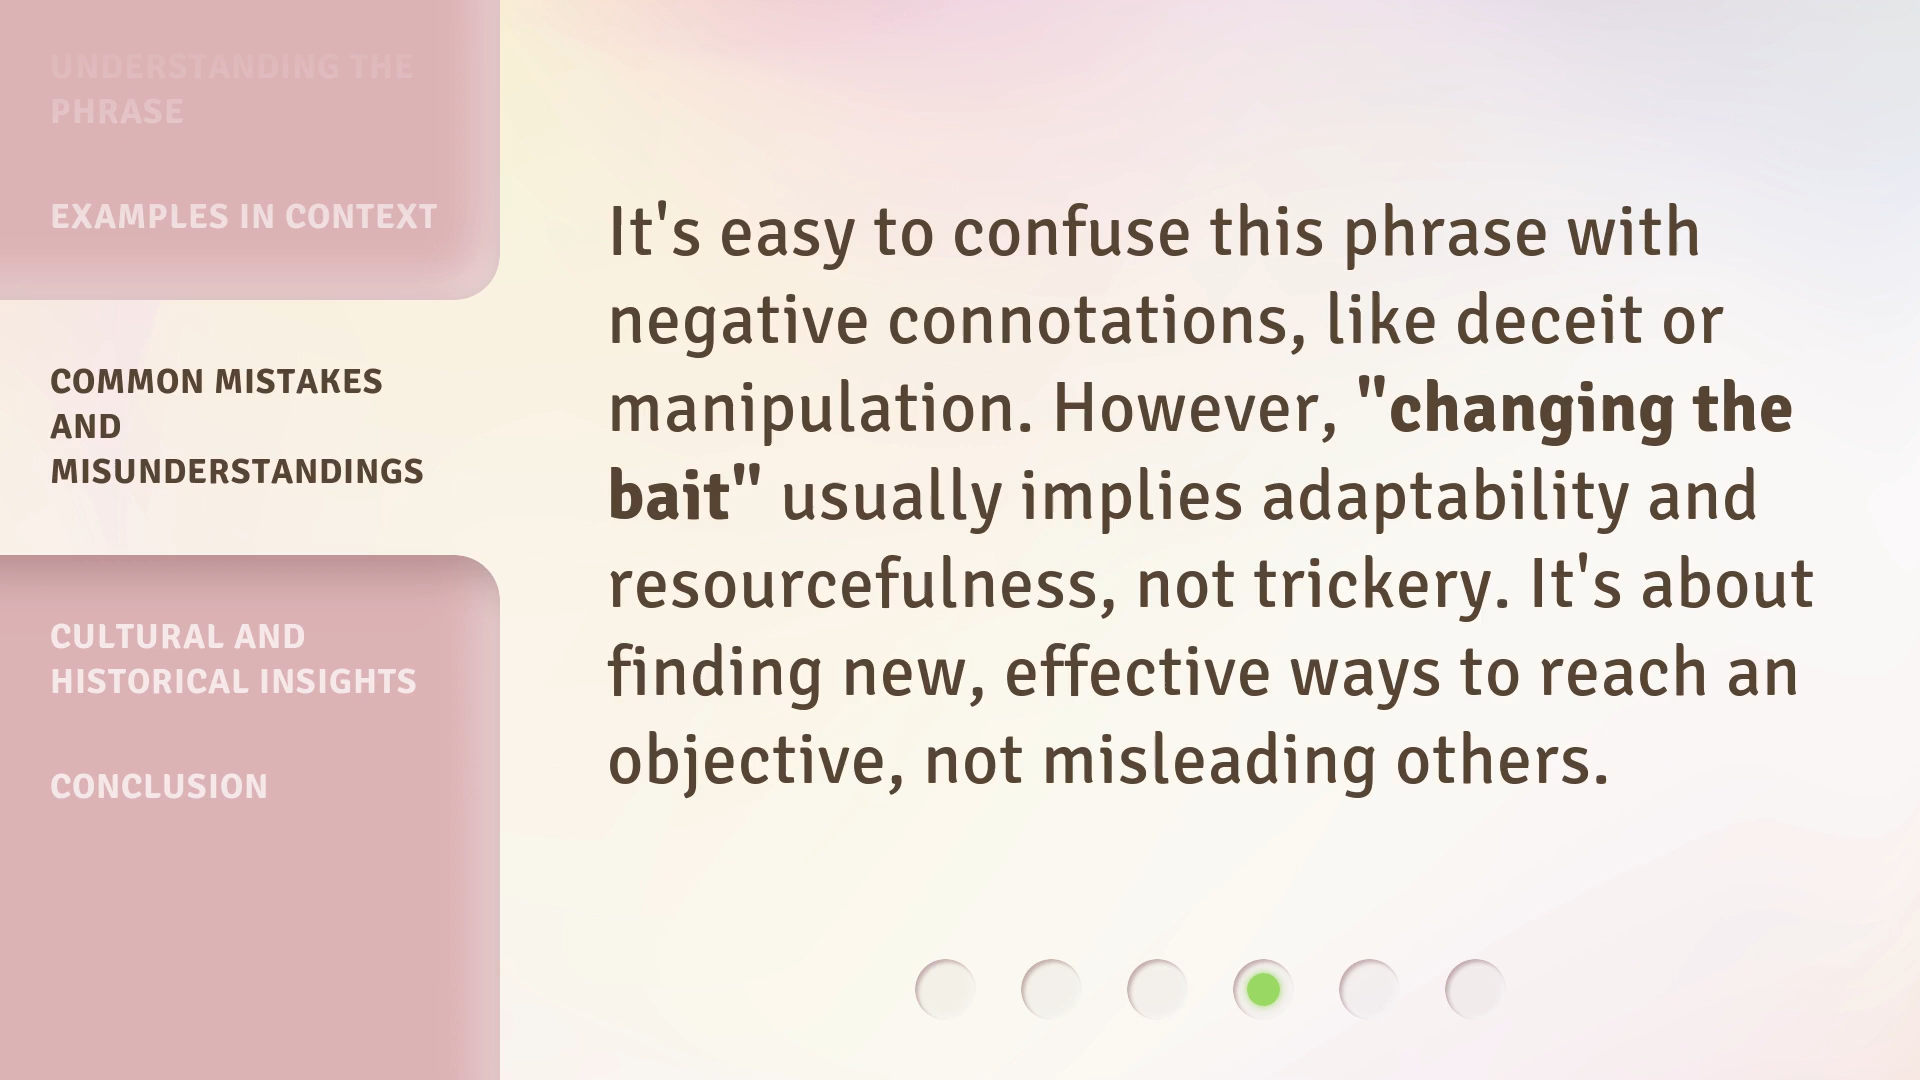 UNDERSTANDING THE
PHRASE
EXAMPLES IN CONTEXT
COMMON MISTAKES
AND
MISUNDERSTANDINGS
CULTURAL AND
HISTORICAL INSIGHTS
CONCLUSION
It's easy to confuse this phrase with
negative connotations, like deceit or
manipulation. However, "changing the
bait" usually implies adaptability and
resourcefulness, not trickery. It's about
finding new, effective ways to reach an
objective, not misleading others.